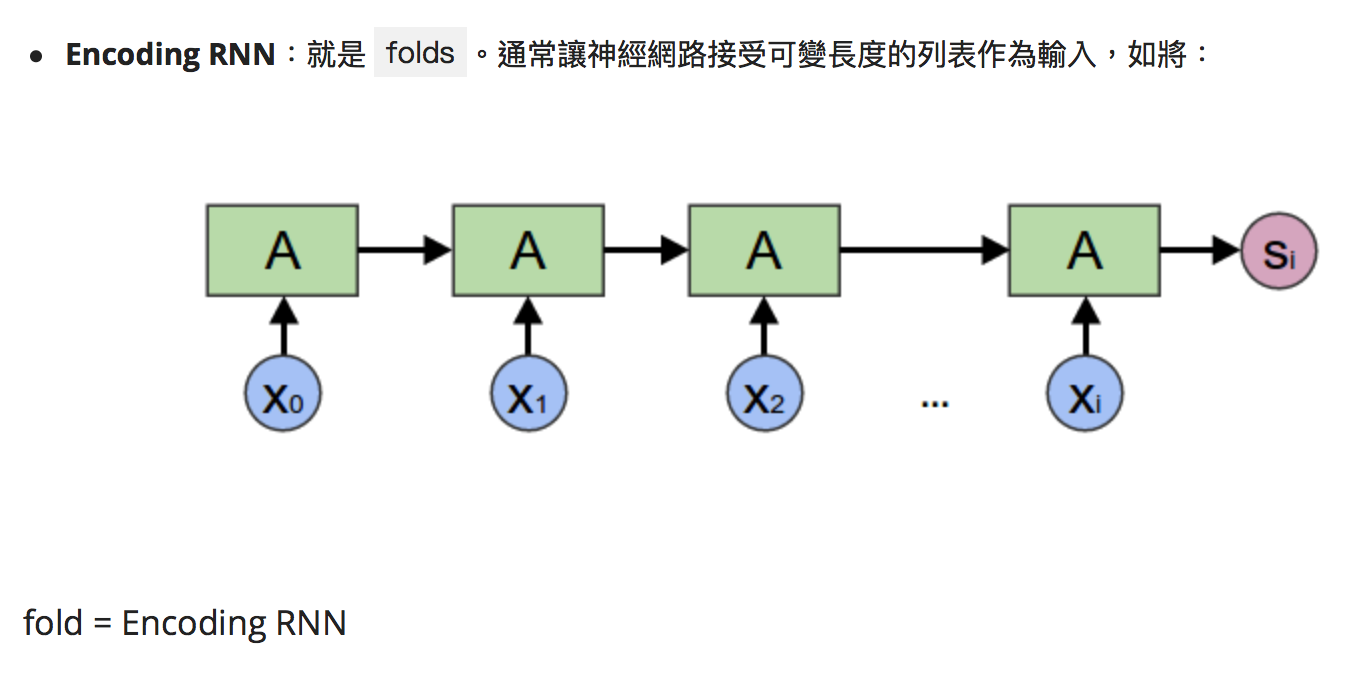 • Encoding RNN：就是 folds 。通常讓神經網路接受可變長度的列表作為輸入，如將：
A A A A Si
X0 X1 X2 ... Xi
fold = Encoding RNN